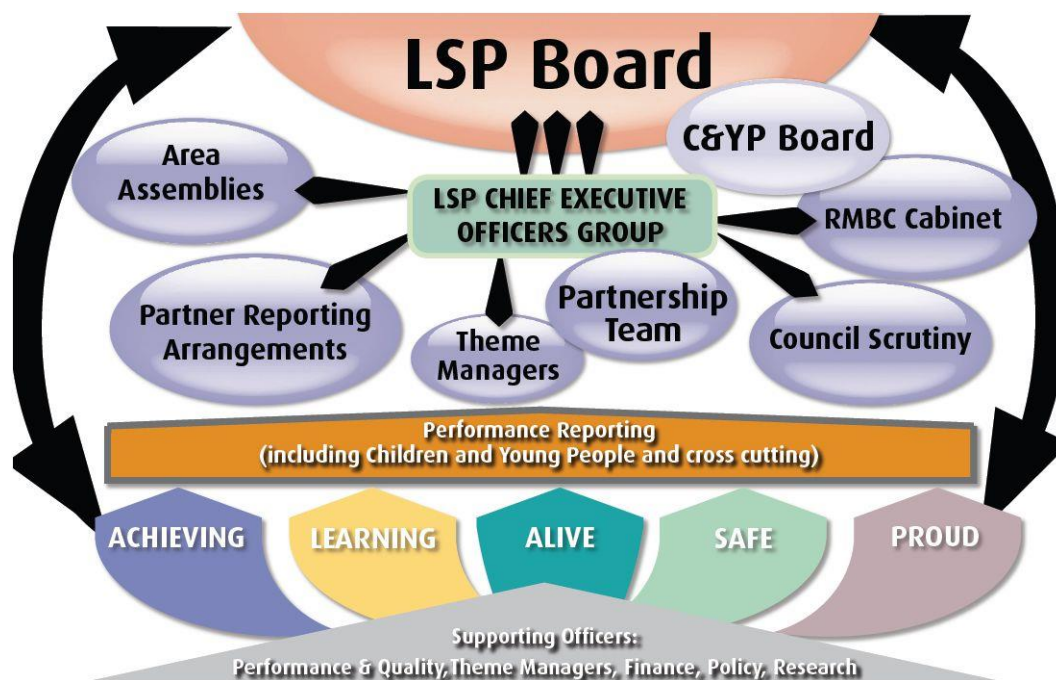 LSP Board
C&YP Board
Area
Assemblies
LSP CHIEF EXECUTIVE
OFFICERS GROUP
RMBC Cabinet
Partner Reporting
Arrangements
Theme
Managers
Partnership
Team
Council Scrutiny
Performance Reporting
(including Children and Young People and cross cutting)
ACHIEVING
LEARNING
ALIVE
SAFE
PROUD
Supporting Officers:
Performance & Quality,Theme Managers, Finance, Policy, Research